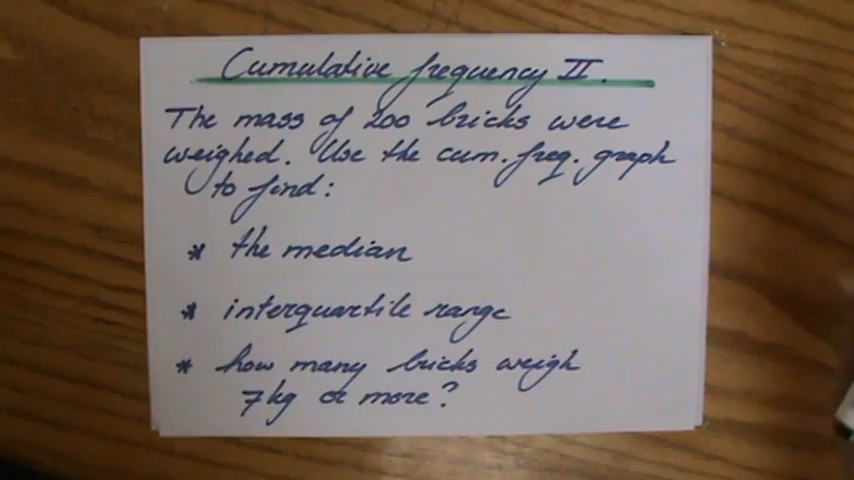 Cumulative frequency II.
The mass of 200 bricks were
weighed. Use the cum. freq. graph
to find:
* the median
* interquartile range
* how many bricks weigh
7kg or more?